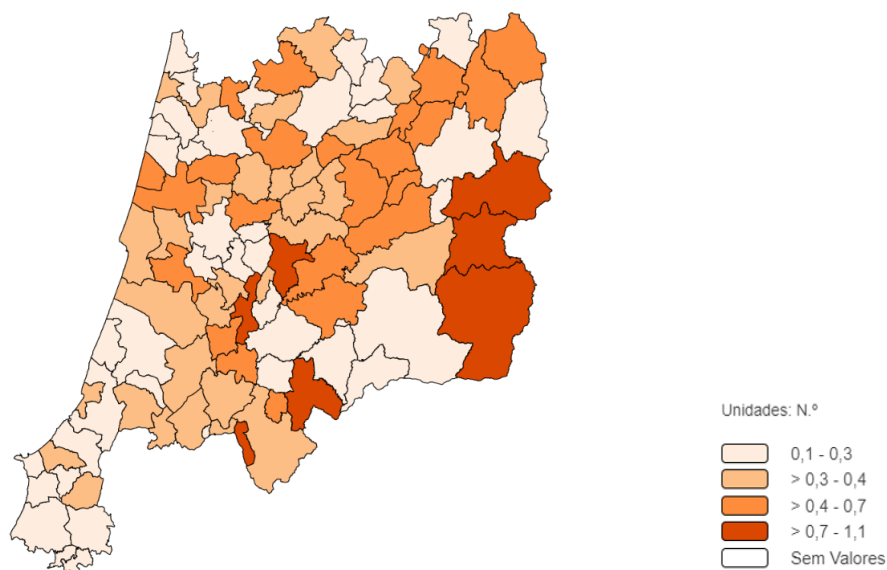 Unidades: N.º
0,1 - 0,3
> 0,3 - 0,4
> 0,4 - 0,7
> 0,7 - 1,1
Sem Valores